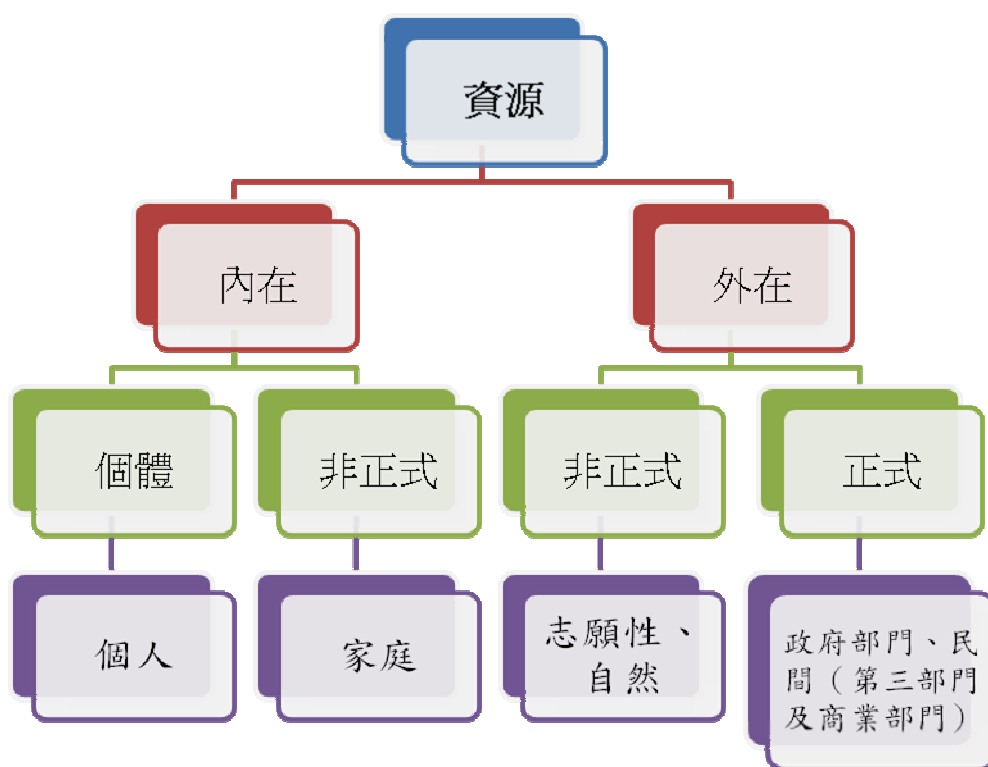 資源
內在
外在
個體
非正式
非正式
正式
個人
家庭
志願性、
自然
政府部門、民
間（第三部門
及商業部門）